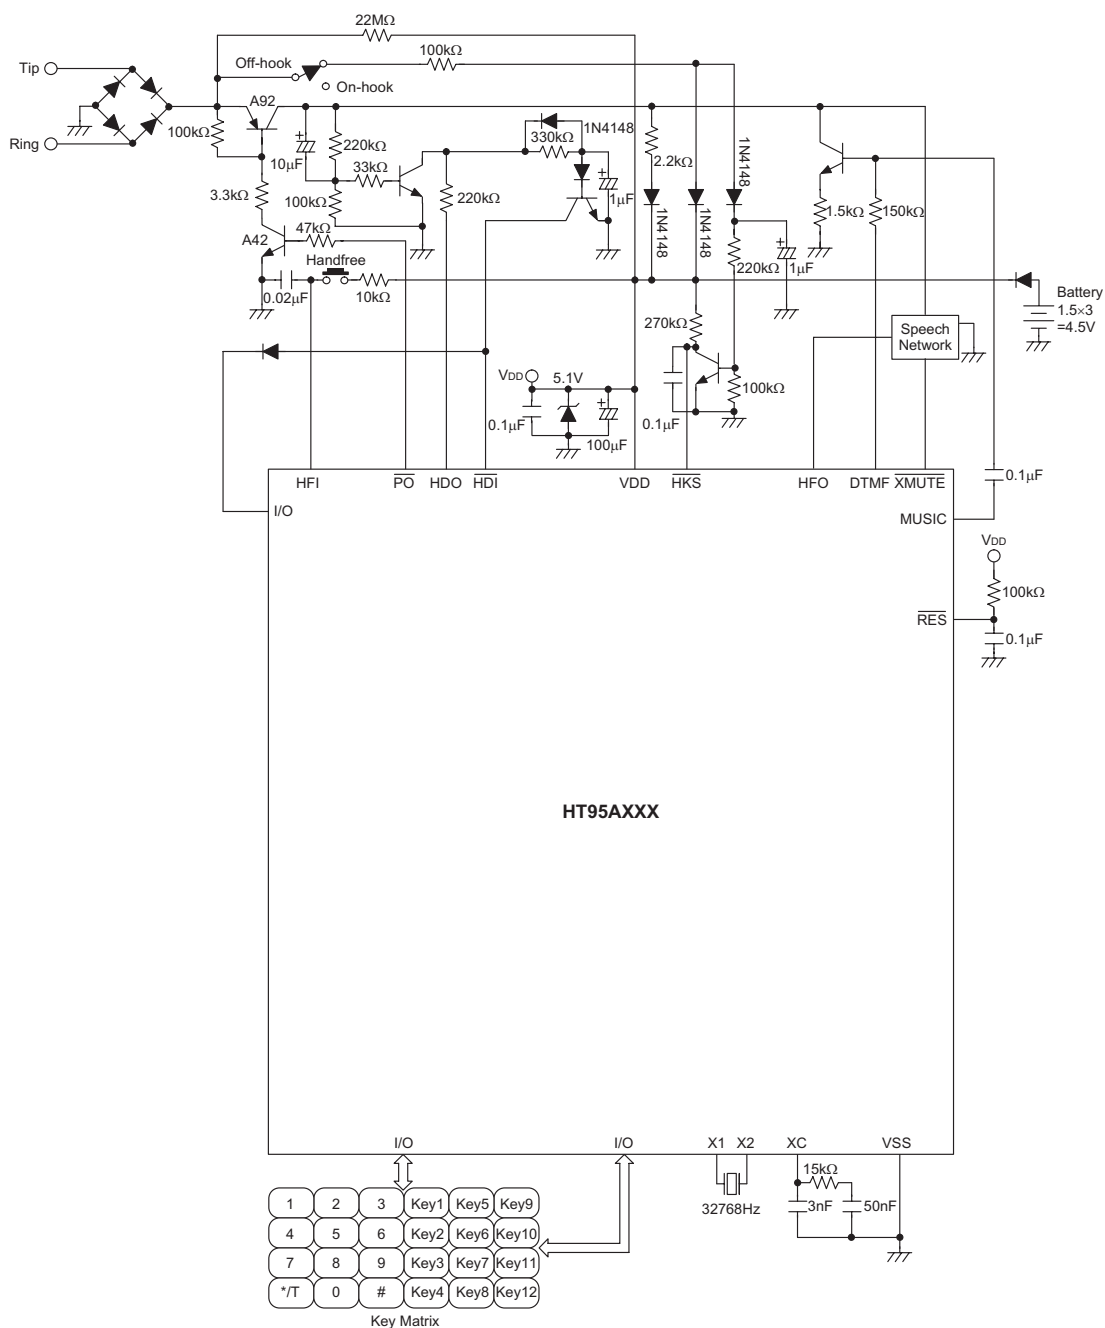 22MΩ
Tip
Off-hook
100kΩ
On-hook
A92
Ring
100kΩ
10μF
220kΩ
33kΩ
100kΩ
1N4148
330kΩ
220kΩ
1μF
2.2kΩ
1N4148
1N4148
1N4148
220kΩ
1μF
1.5kΩ
150kΩ
3.3kΩ
A42
47kΩ
Handfree
0.02μF
10kΩ
270kΩ
Battery
1.5×3
=4.5V
Speech
Network
VDD
5.1V
0.1μF
100μF
0.1μF
100kΩ
HFI
PO
HDO
HDI
VDD
HKS
HFO
DTMF
XMUTE
0.1μF
I/O
MUSIC
VDD
100kΩ
RES
0.1μF
HT95AXXX
I/O
I/O
X1
X2
XC
VSS
32768Hz
15kΩ
3nF
50nF
1 2 3 Key1 Key5 Key9
4 5 6 Key2 Key6 Key10
7 8 9 Key3 Key7 Key11
*/T 0 # Key4 Key8 Key12
Key Matrix